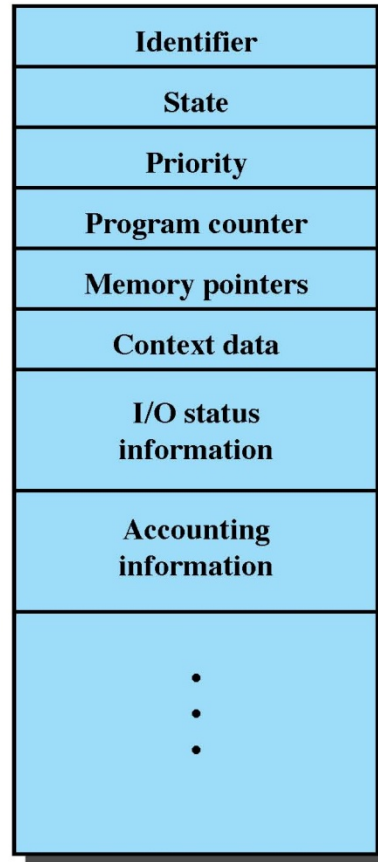 Identifier
State
Priority
Program counter
Memory pointers
Context data
I/O status
information
Accounting
information
•
•
•